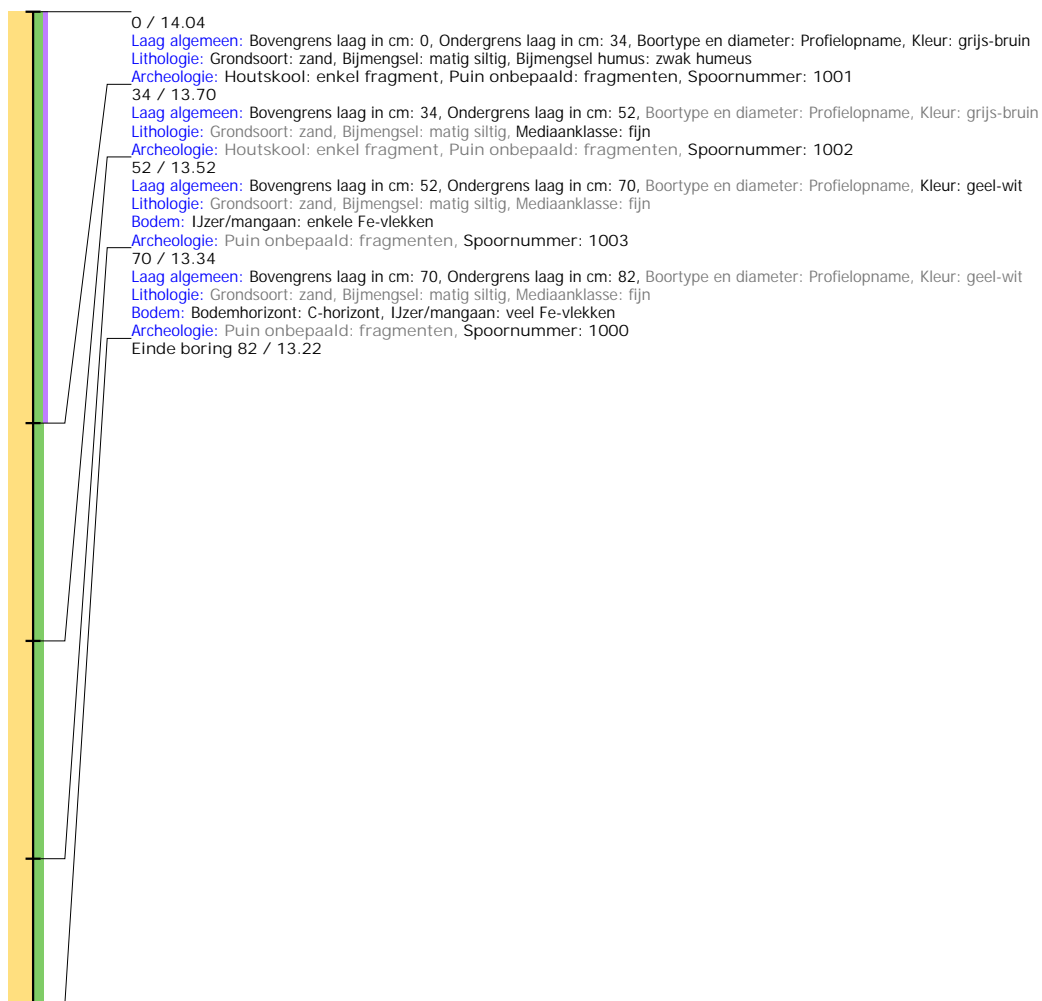 0 / 14.04
Laag algemeen: Bovengrens laag in cm: 0, Ondergrens laag in cm: 34, Boortype en diameter: Profielopname, Kleur: grijs-bruin
Lithologie: Grondsoort: zand, Bijmengsel: matig siltig, Bijmengsel humus: zwak humeus
Archeologie: Houtskool: enkel fragment, Puin onbepaald: fragmenten, Spoornummer: 1001
34 / 13.70
Laag algemeen: Bovengrens laag in cm: 34, Ondergrens laag in cm: 52, Boortype en diameter: Profielopname, Kleur: grijs-bruin
Lithologie: Grondsoort: zand, Bijmengsel: matig siltig, Mediaanklasse: fijn
Archeologie: Houtskool: enkel fragment, Puin onbepaald: fragmenten, Spoornummer: 1002
52 / 13.52
Laag algemeen: Bovengrens laag in cm: 52, Ondergrens laag in cm: 70, Boortype en diameter: Profielopname, Kleur: geel-wit
Lithologie: Grondsoort: zand, Bijmengsel: matig siltig, Mediaanklasse: fijn
Bodem: IJzer/mangaan: enkele Fe-vlekken
Archeologie: Puin onbepaald: fragmenten, Spoornummer: 1003
70 / 13.34
Laag algemeen: Bovengrens laag in cm: 70, Ondergrens laag in cm: 82, Boortype en diameter: Profielopname, Kleur: geel-wit
Lithologie: Grondsoort: zand, Bijmengsel: matig siltig, Mediaanklasse: fijn
Bodem: Bodemhorizont: C-horizont, IJzer/mangaan: veel Fe-vlekken
Archeologie: Puin onbepaald: fragmenten, Spoornummer: 1000
Einde boring 82 / 13.22